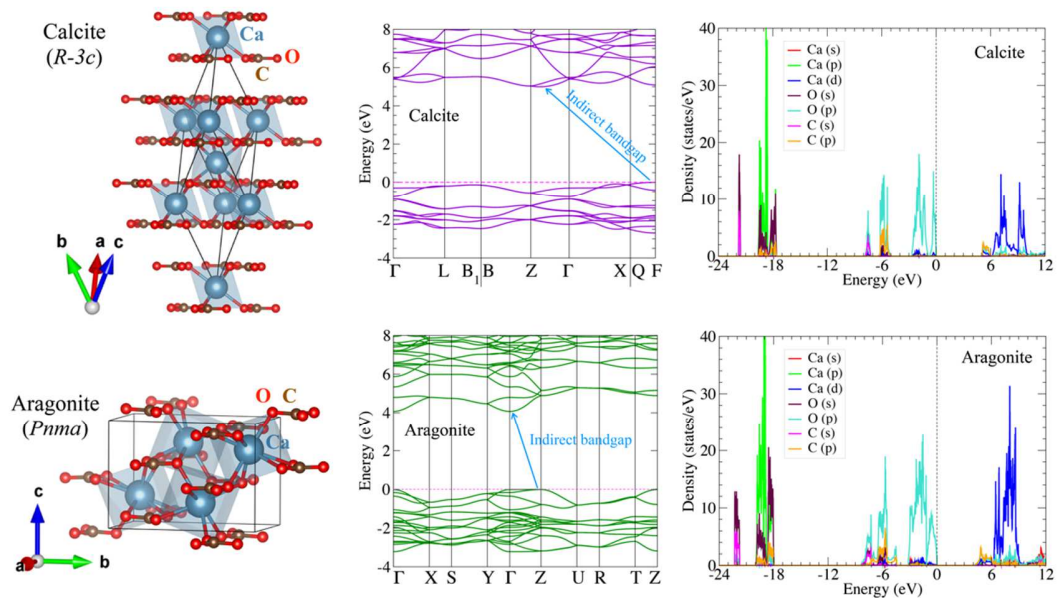 Calcite
(R-3c)
Ca
O
C
b
a
c
Energy (eV)
8
6
4
2
0
-2
-4
Calcite
Indirect bandgap
Γ L B₁ B Z Γ X Q F
Density (states/eV)
40
30
20
10
0
Ca (s)
Ca (p)
Ca (d)
O (s)
O (p)
C (s)
C (p)
Calcite
-24 -18 -12 -6 0 6 12
Energy (eV)
Aragonite
(Pnma)
O
C
Ca
c
a
b
Energy (eV)
8
6
4
2
0
-2
-4
Aragonite
Indirect bandgap
Γ X S Y Γ Z U R T Z
Density (states/eV)
40
30
20
10
0
Ca (s)
Ca (p)
Ca (d)
O (s)
O (p)
C (s)
C (p)
Aragonite
-24 -18 -12 -6 0 6 12
Energy (eV)